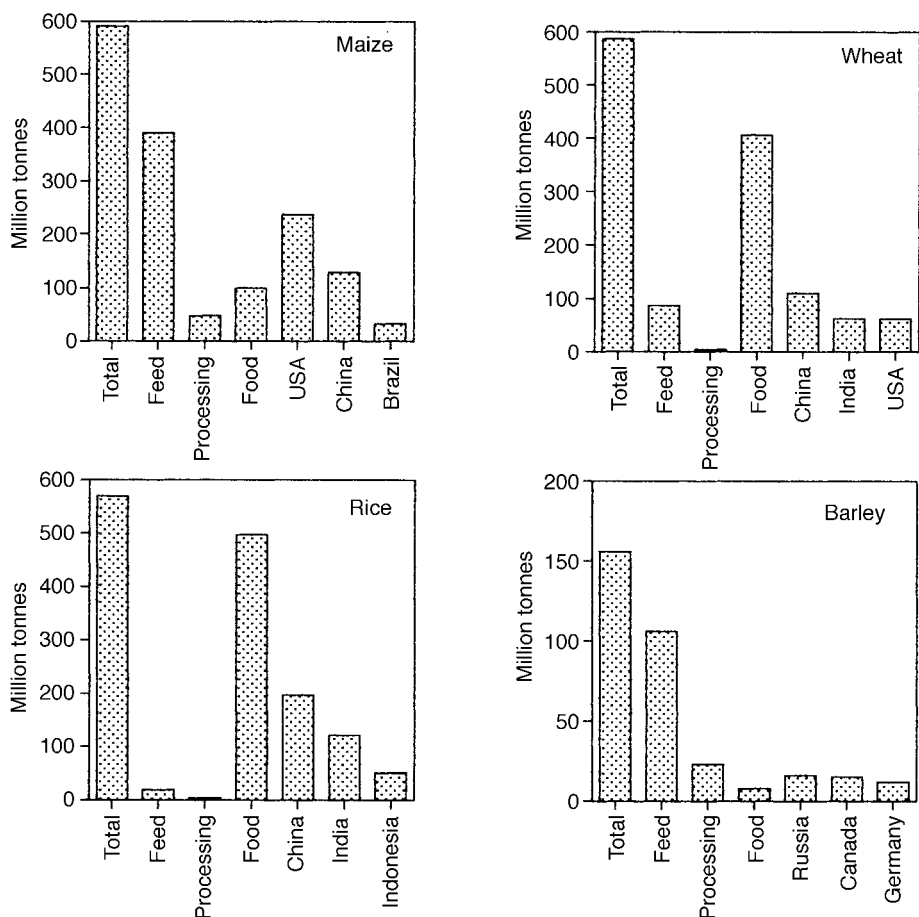 Maize
Million tonnes
600
500
400
300
200
100
0
Total
Feed
Processing
Food
USA
China
Brazil
Wheat
Million tonnes
600
500
400
300
200
100
0
Total
Feed
Processing
Food
China
India
USA
Rice
Million tonnes
600
500
400
300
200
100
0
Total
Feed
Processing
Food
China
India
Indonesia
Barley
Million tonnes
200
150
100
50
0
Total
Feed
Processing
Food
Russia
Canada
Germany